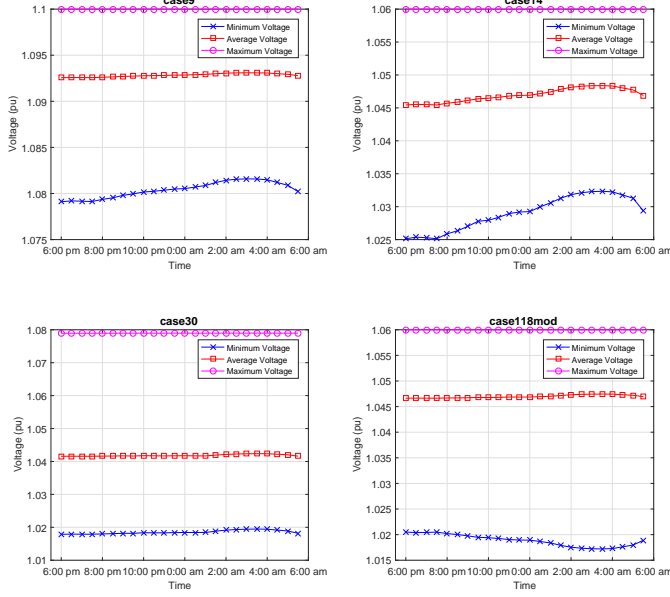 case9
1.1
1.095
1.09
1.085
1.08
1.075
Voltage (pu)
Minimum Voltage
Average Voltage
Maximum Voltage
6:00 pm 8:00 pm 10:00 pm 0:00 am 2:00 am 4:00 am 6:00 am
Time
case14
1.06
1.055
1.05
1.045
1.04
1.035
1.03
1.025
Voltage (pu)
Minimum Voltage
Average Voltage
Maximum Voltage
6:00 pm 8:00 pm 10:00 pm 0:00 am 2:00 am 4:00 am 6:00 am
Time
case30
1.08
1.07
1.06
1.05
1.04
1.03
1.02
1.01
Voltage (pu)
Minimum Voltage
Average Voltage
Maximum Voltage
6:00 pm 8:00 pm 10:00 pm 0:00 am 2:00 am 4:00 am 6:00 am
Time
case118mod
1.06
1.055
1.05
1.045
1.04
1.035
1.03
1.025
1.02
1.015
Voltage (pu)
Minimum Voltage
Average Voltage
Maximum Voltage
6:00 pm 8:00 pm 10:00 pm 0:00 am 2:00 am 4:00 am 6:00 am
Time